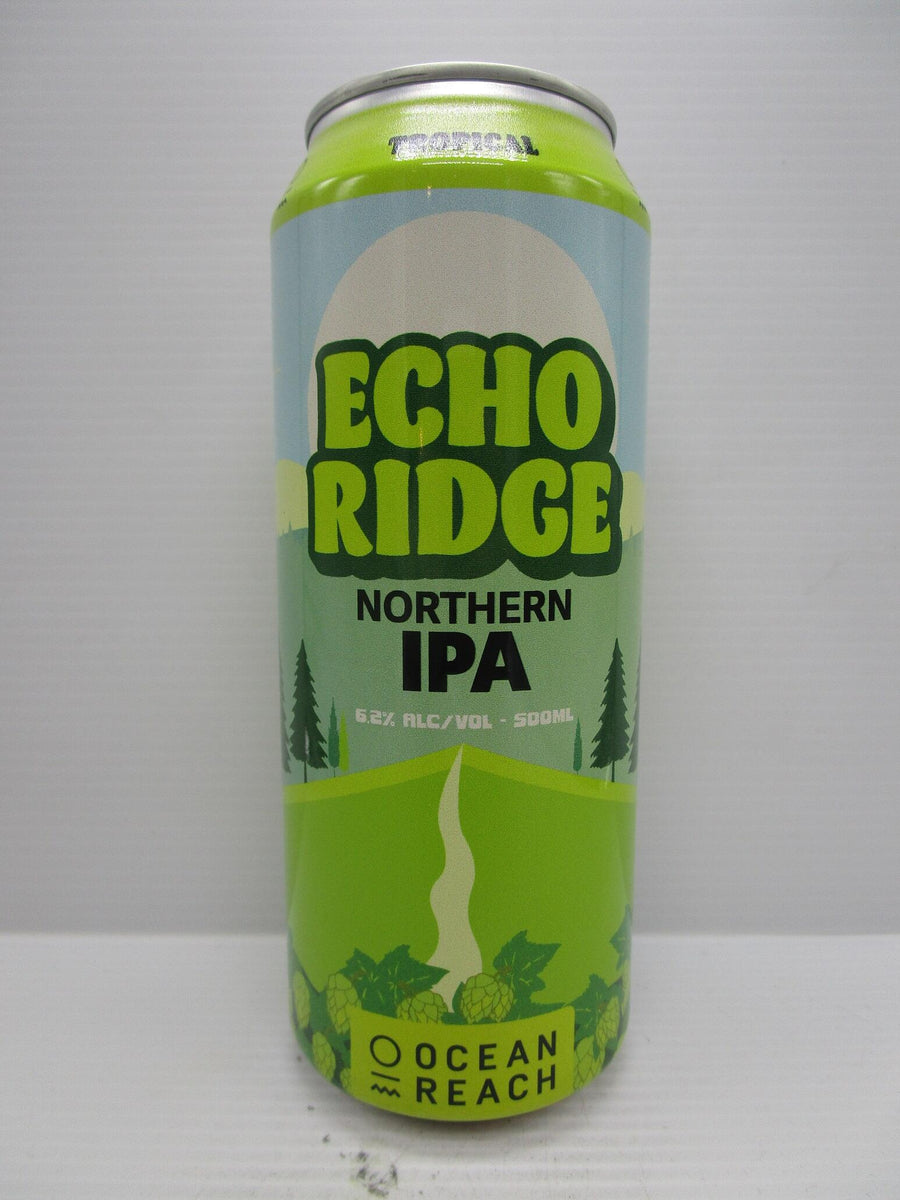 TROPICAL
ECHO
RIDGE
NORTHERN
IPA
6.2% ALC/VOL - 500ML
OCEAN
REACH